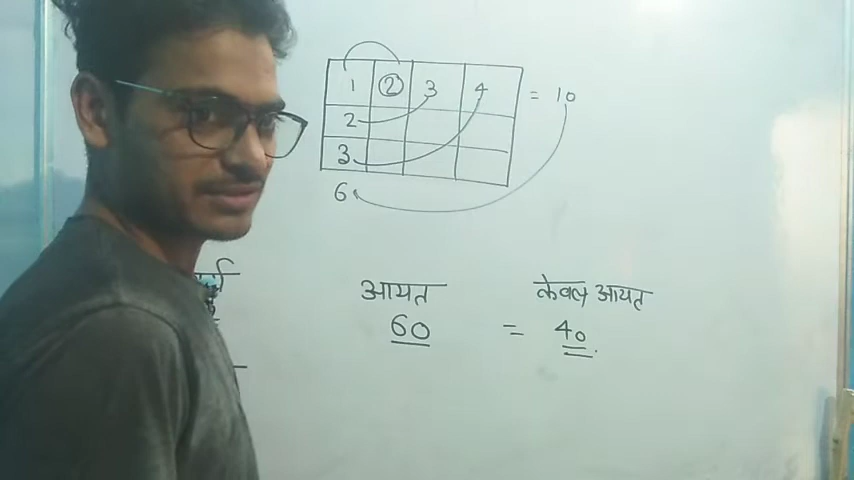 1 2 3 4 = 10
2
3
6
आयत केवल आयत
60 = 40